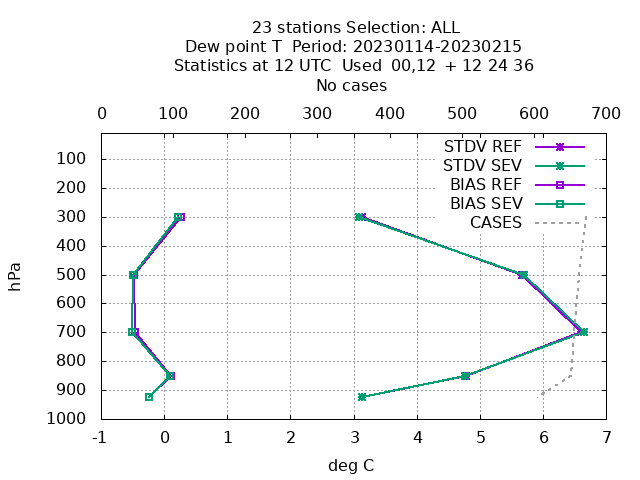 23 stations Selection: ALL
Dew point T  Period: 20230114-20230215
Statistics at 12 UTC  Used  00,12  + 12 24 36
No cases
0 100 200 300 400 500 600 700
STDV REF
STDV SEV
BIAS REF
BIAS SEV
CASES
100
200
300
400
500
600
700
800
900
1000
hPa
-1 0 1 2 3 4 5 6 7
deg C